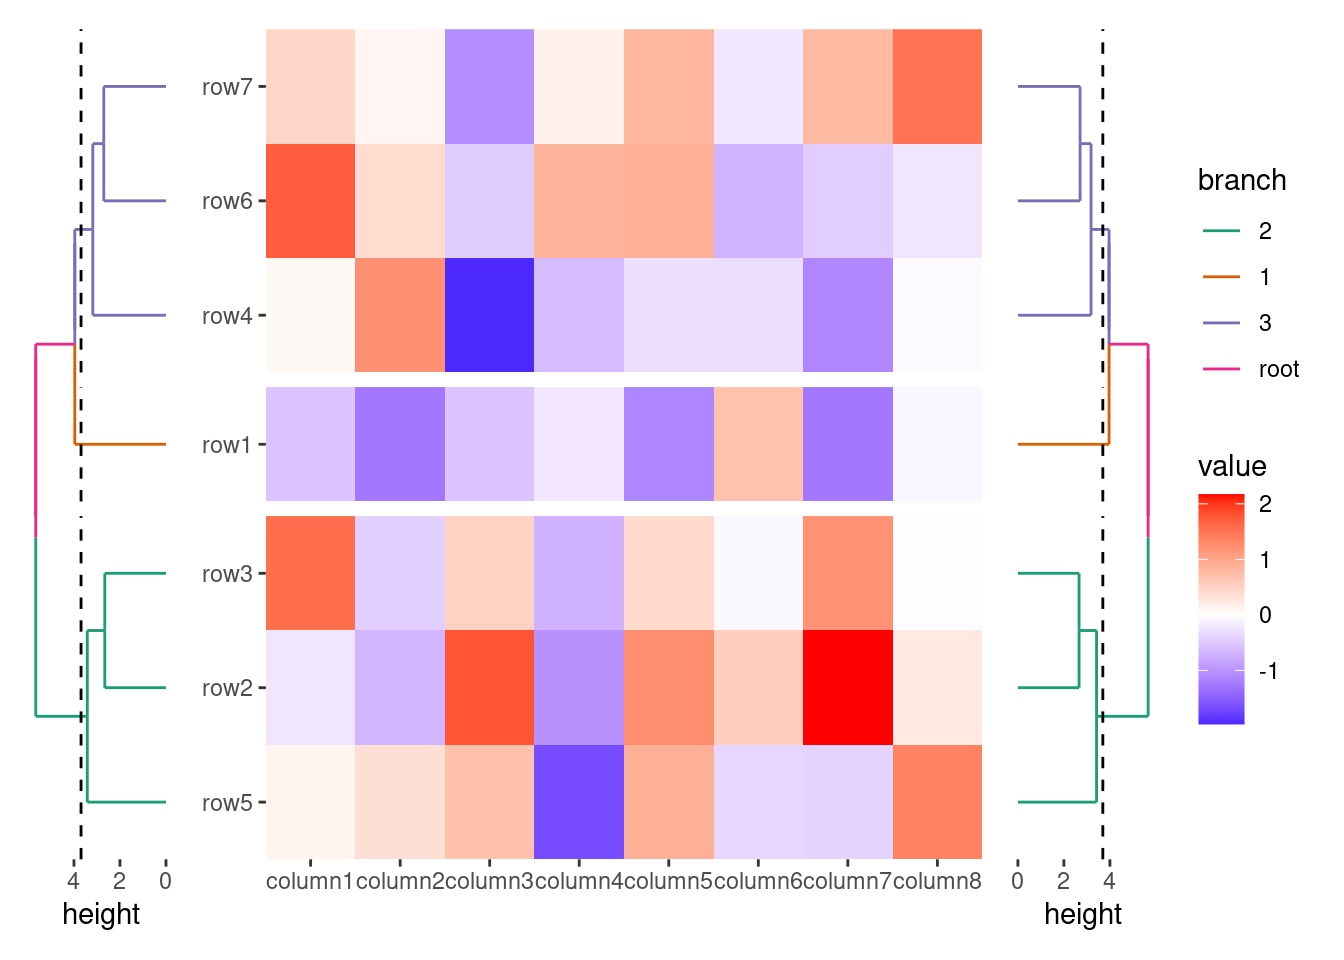 row7
row6
row4
row1
row3
row2
row5
4 2 0
height
column1 column2 column3 column4 column5 column6 column7 column8
0 2 4
height
branch
2
1
3
root
value
2
1
0
-1